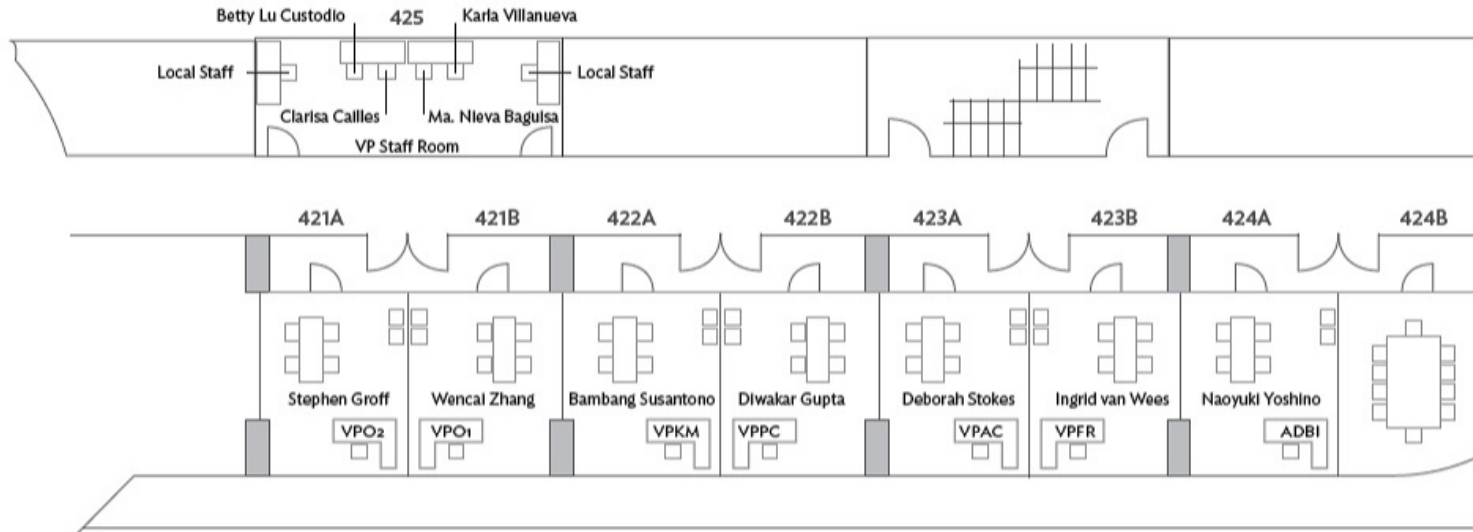 Betty Lu Custodio 425 Karla Villanueva
Local Staff Local Staff
Clarisa Cailles Ma. Nieva Baguisa
VP Staff Room
421A 421B 422A 422B 423A 423B 424A 424B
Stephen Groff Wencai Zhang Bambang Susantono Diwakar Gupta Deborah Stokes Ingrid van Wees Naoyuki Yoshino
VPO2 VPO1 VPKM VPPC VPAC VPFR ADBI